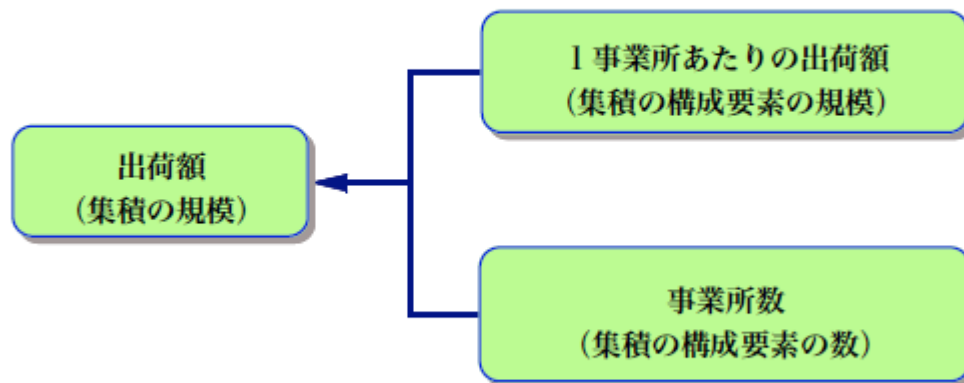 1事業所あたりの出荷額
(集積の構成要素の規模)
出荷額
(集積の規模)
事業所数
(集積の構成要素の数)